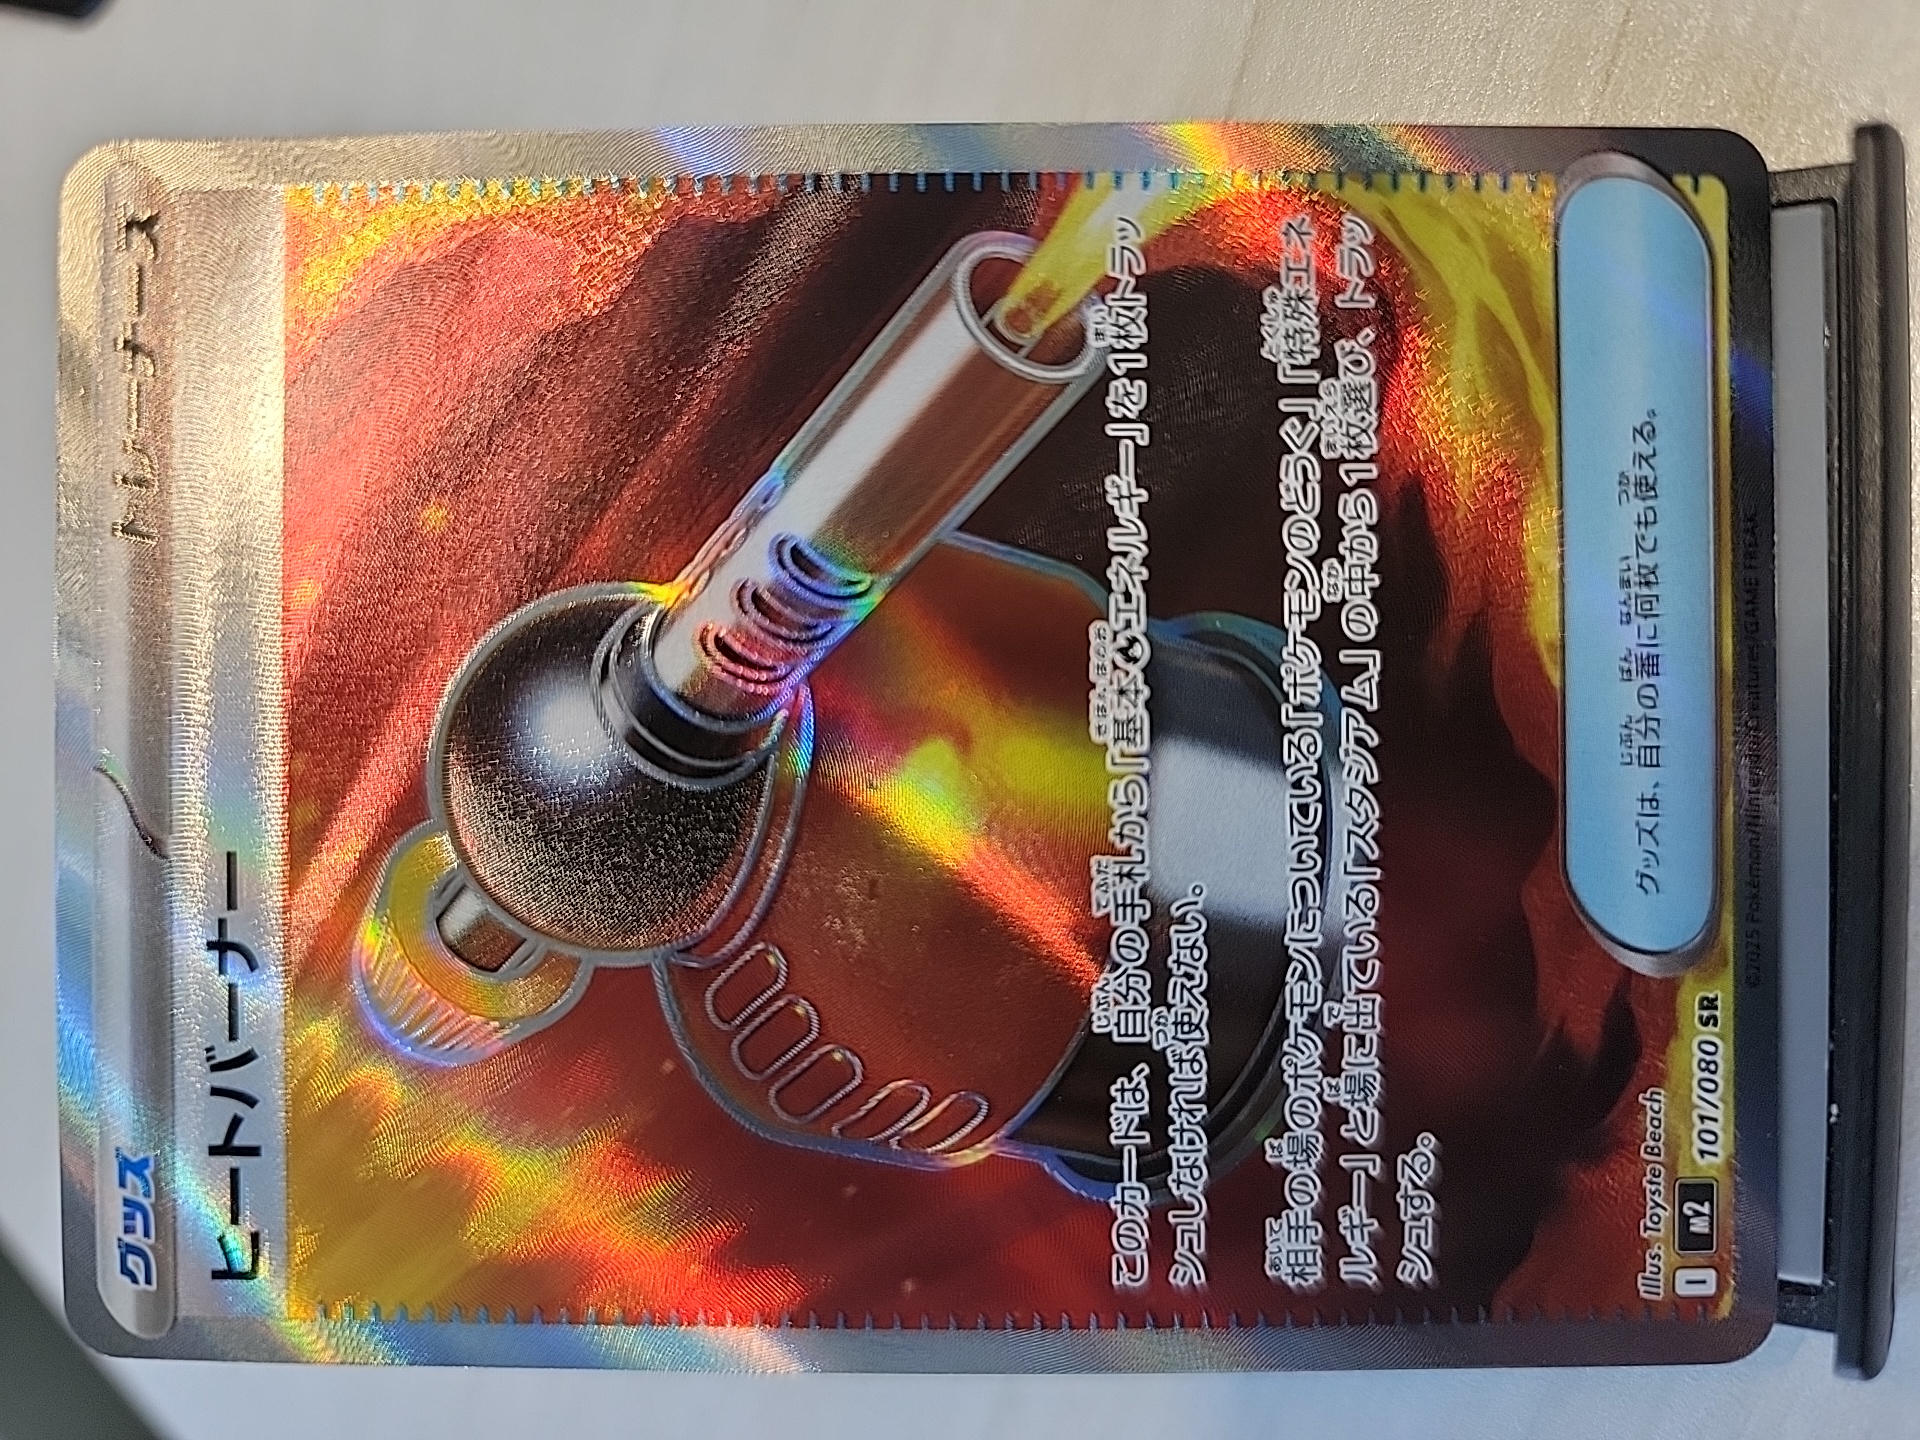 グッズ
トレーナーズ
ヒートバーナー
このカードは、自分の手札から「基本炎エネルギー」を1枚トラッ
シュしなければ使えない。
相手の場のポケモンについている「ポケモンのどうぐ」「特殊エネ
ルギー」と場に出ている「スタジアム」の中から1枚選び、トラッ
シュする。
グッズは、自分の番に何枚でも使える。
Illus. Toyste Beach
I M2 101/080 SR
©2025 Pokémon/Nintendo/Creatures/GAME FREAK